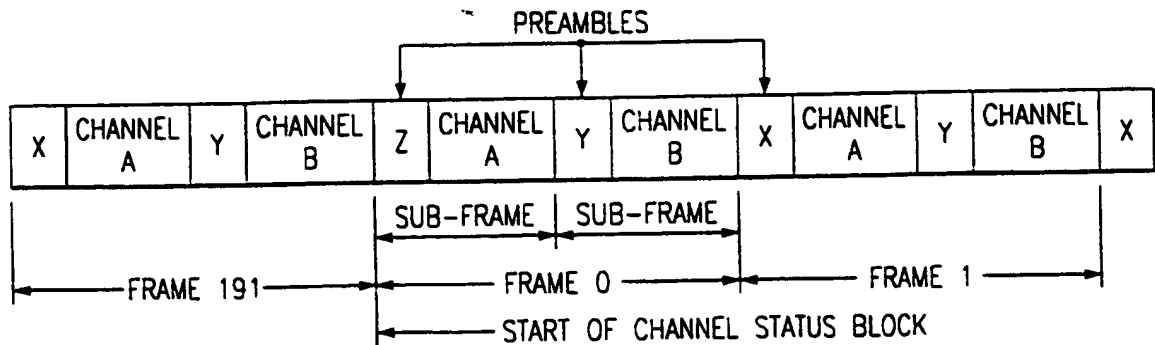 PREAMBLES
X CHANNEL A Y CHANNEL B Z CHANNEL A Y CHANNEL B X CHANNEL A Y CHANNEL B X
SUB-FRAME SUB-FRAME
FRAME 191 FRAME 0 FRAME 1
START OF CHANNEL STATUS BLOCK